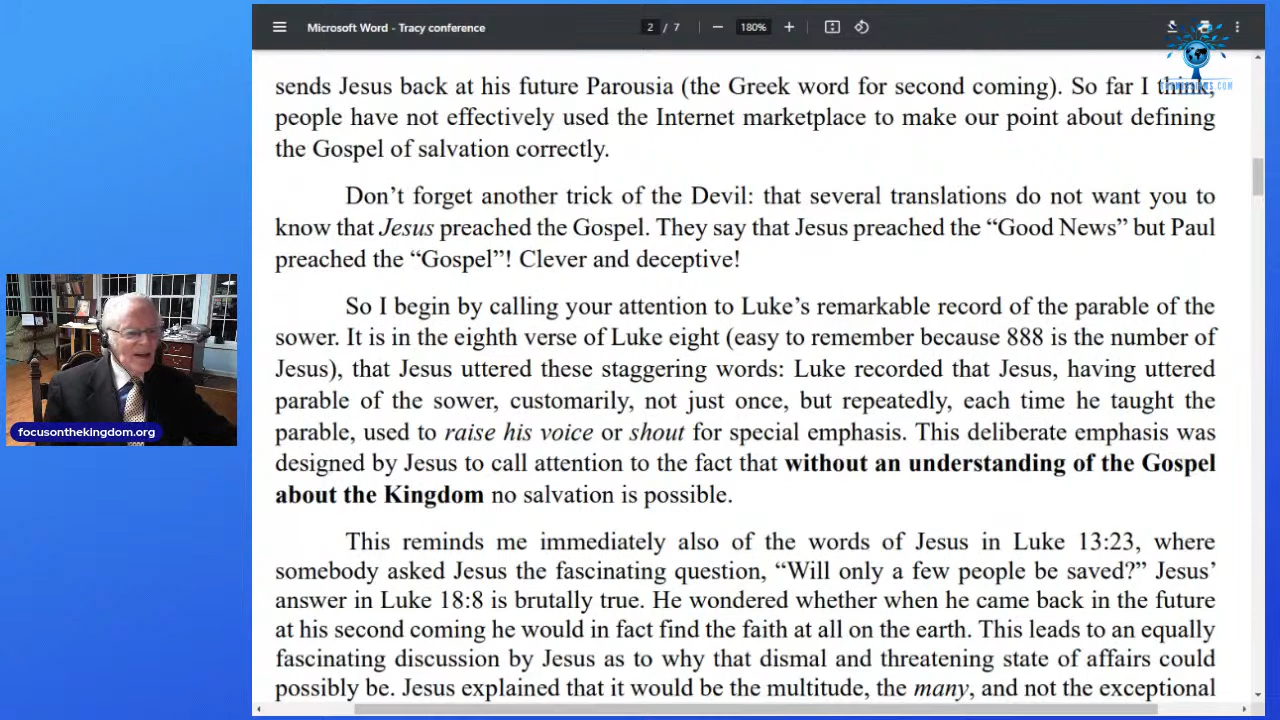 Microsoft Word - Tracy conference
2 / 7
180%
sends Jesus back at his future Parousia (the Greek word for second coming). So far I think,
people have not effectively used the Internet marketplace to make our point about defining
the Gospel of salvation correctly.
Don’t forget another trick of the Devil: that several translations do not want you to
know that Jesus preached the Gospel. They say that Jesus preached the “Good News” but Paul
preached the “Gospel”! Clever and deceptive!
So I begin by calling your attention to Luke’s remarkable record of the parable of the
sower. It is in the eighth verse of Luke eight (easy to remember because 888 is the number of
Jesus), that Jesus uttered these staggering words: Luke recorded that Jesus, having uttered
parable of the sower, customarily, not just once, but repeatedly, each time he taught the
parable, used to raise his voice or shout for special emphasis. This deliberate emphasis was
designed by Jesus to call attention to the fact that without an understanding of the Gospel
about the Kingdom no salvation is possible.
This reminds me immediately also of the words of Jesus in Luke 13:23, where
somebody asked Jesus the fascinating question, “Will only a few people be saved?” Jesus’
answer in Luke 18:8 is brutally true. He wondered whether when he came back in the future
at his second coming he would in fact find the faith at all on the earth. This leads to an equally
fascinating discussion by Jesus as to why that dismal and threatening state of affairs could
possibly be. Jesus explained that it would be the multitude, the many, and not the exceptional
focusonthekingdom.org